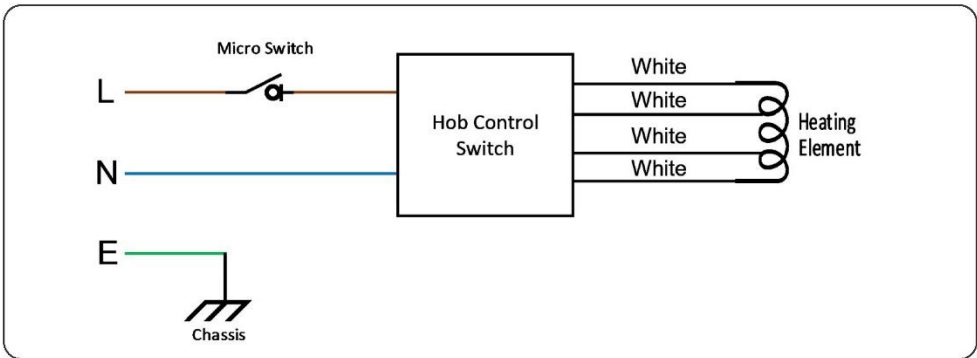 Micro Switch
L
N
E
Chassis
Hob Control
Switch
White
White
White
White
Heating
Element